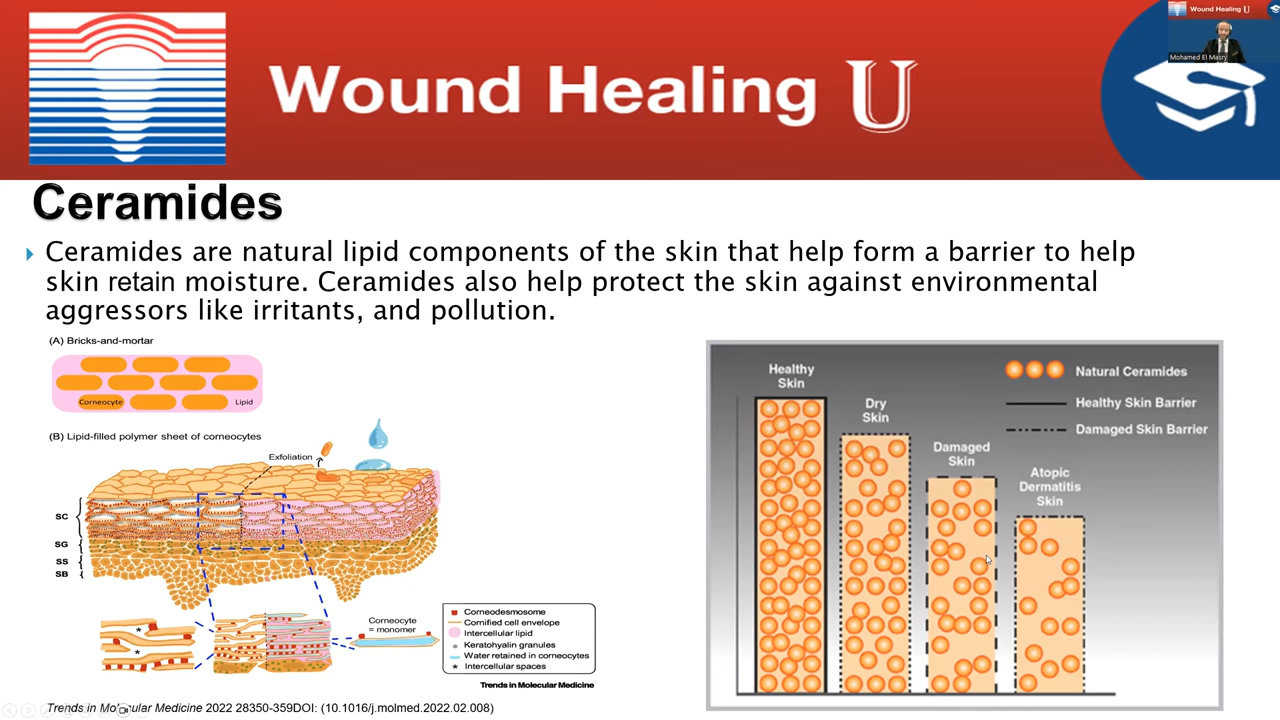 Wound Healing U
Wound Healing U
Mohamed El Masry
Ceramides
Ceramides are natural lipid components of the skin that help form a barrier to help
skin retain moisture. Ceramides also help protect the skin against environmental
aggressors like irritants, and pollution.
(A) Bricks-and-mortar
Corneocyte
Lipid
(B) Lipid-filled polymer sheet of corneocytes
Exfoliation
SC
SG
SS
SB
*
*
Corneocyte
= monomer
Corneodesmosome
Cornified cell envelope
Intercellular lipid
Keratohyalin granules
Water retained in corneocytes
* Intercellular spaces
Trends in Molecular Medicine
Trends in Molecular Medicine 2022 28350-359DOI: (10.1016/j.molmed.2022.02.008)
Healthy
Skin
Dry
Skin
Damaged
Skin
Atopic
Dermatitis
Skin
Natural Ceramides
Healthy Skin Barrier
Damaged Skin Barrier